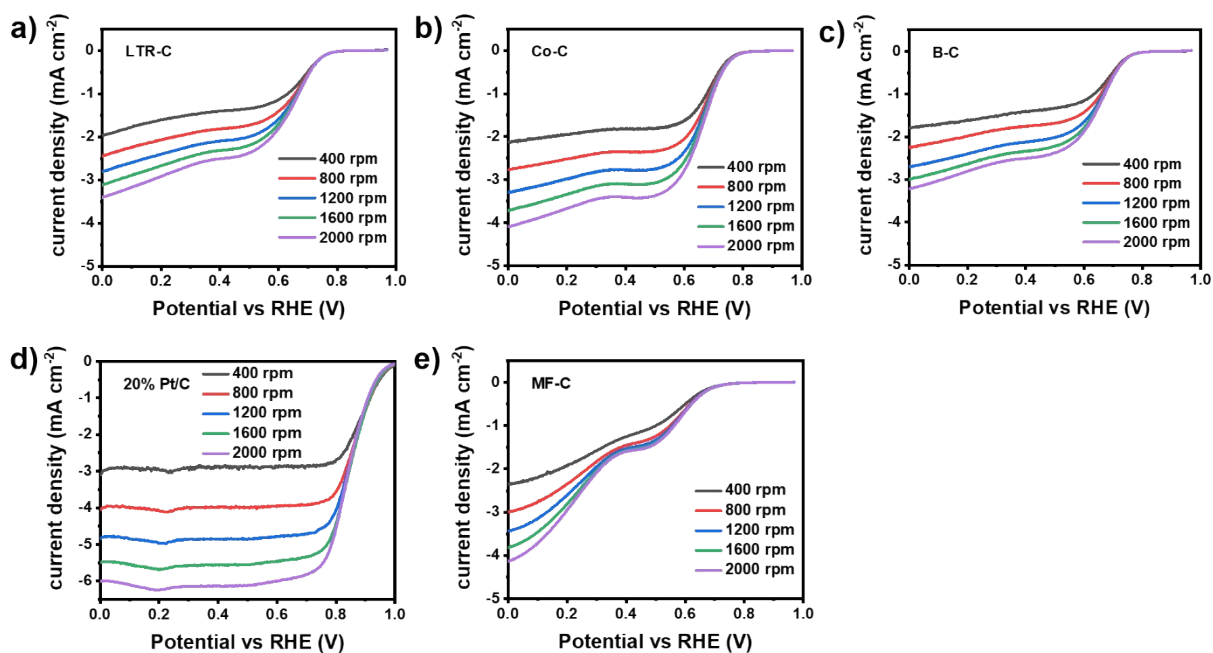 a)
LTR-C
0
-1
-2
-3
-4
-5
current density (mA cm-2)
400 rpm
800 rpm
1200 rpm
1600 rpm
2000 rpm
0.0 0.2 0.4 0.6 0.8 1.0
Potential vs RHE (V)
b)
Co-C
0
-1
-2
-3
-4
-5
current density (mA cm-2)
400 rpm
800 rpm
1200 rpm
1600 rpm
2000 rpm
0.0 0.2 0.4 0.6 0.8 1.0
Potential vs RHE (V)
c)
B-C
0
-1
-2
-3
-4
-5
current density (mA cm-2)
400 rpm
800 rpm
1200 rpm
1600 rpm
2000 rpm
0.0 0.2 0.4 0.6 0.8 1.0
Potential vs RHE (V)
d)
20% Pt/C
0
-1
-2
-3
-4
-5
-6
current density (mA cm-2)
400 rpm
800 rpm
1200 rpm
1600 rpm
2000 rpm
0.0 0.2 0.4 0.6 0.8 1.0
Potential vs RHE (V)
e)
MF-C
0
-1
-2
-3
-4
-5
current density (mA cm-2)
400 rpm
800 rpm
1200 rpm
1600 rpm
2000 rpm
0.0 0.2 0.4 0.6 0.8 1.0
Potential vs RHE (V)